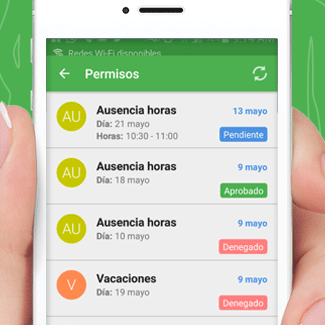 Redes Wi-Fi disponibles
Permisos
AU
Ausencia horas
13 mayo
Día: 21 mayo
Horas: 10:30 - 11:00
Pendiente
AU
Ausencia horas
9 mayo
Día: 18 mayo
Aprobado
AU
Ausencia horas
9 mayo
Día: 10 mayo
Denegado
V
Vacaciones
9 mayo
Día: 19 mayo
Denegado